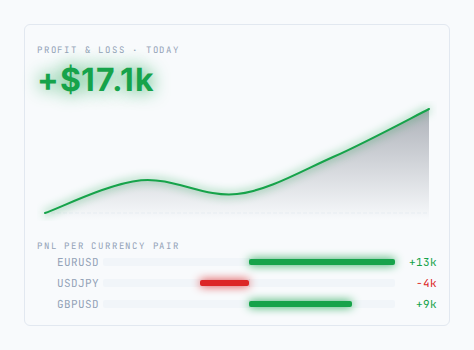 PROFIT & LOSS · TODAY
+$17.1k
PNL PER CURRENCY PAIR
EURUSD +13k
USDJPY -4k
GBPUSD +9k